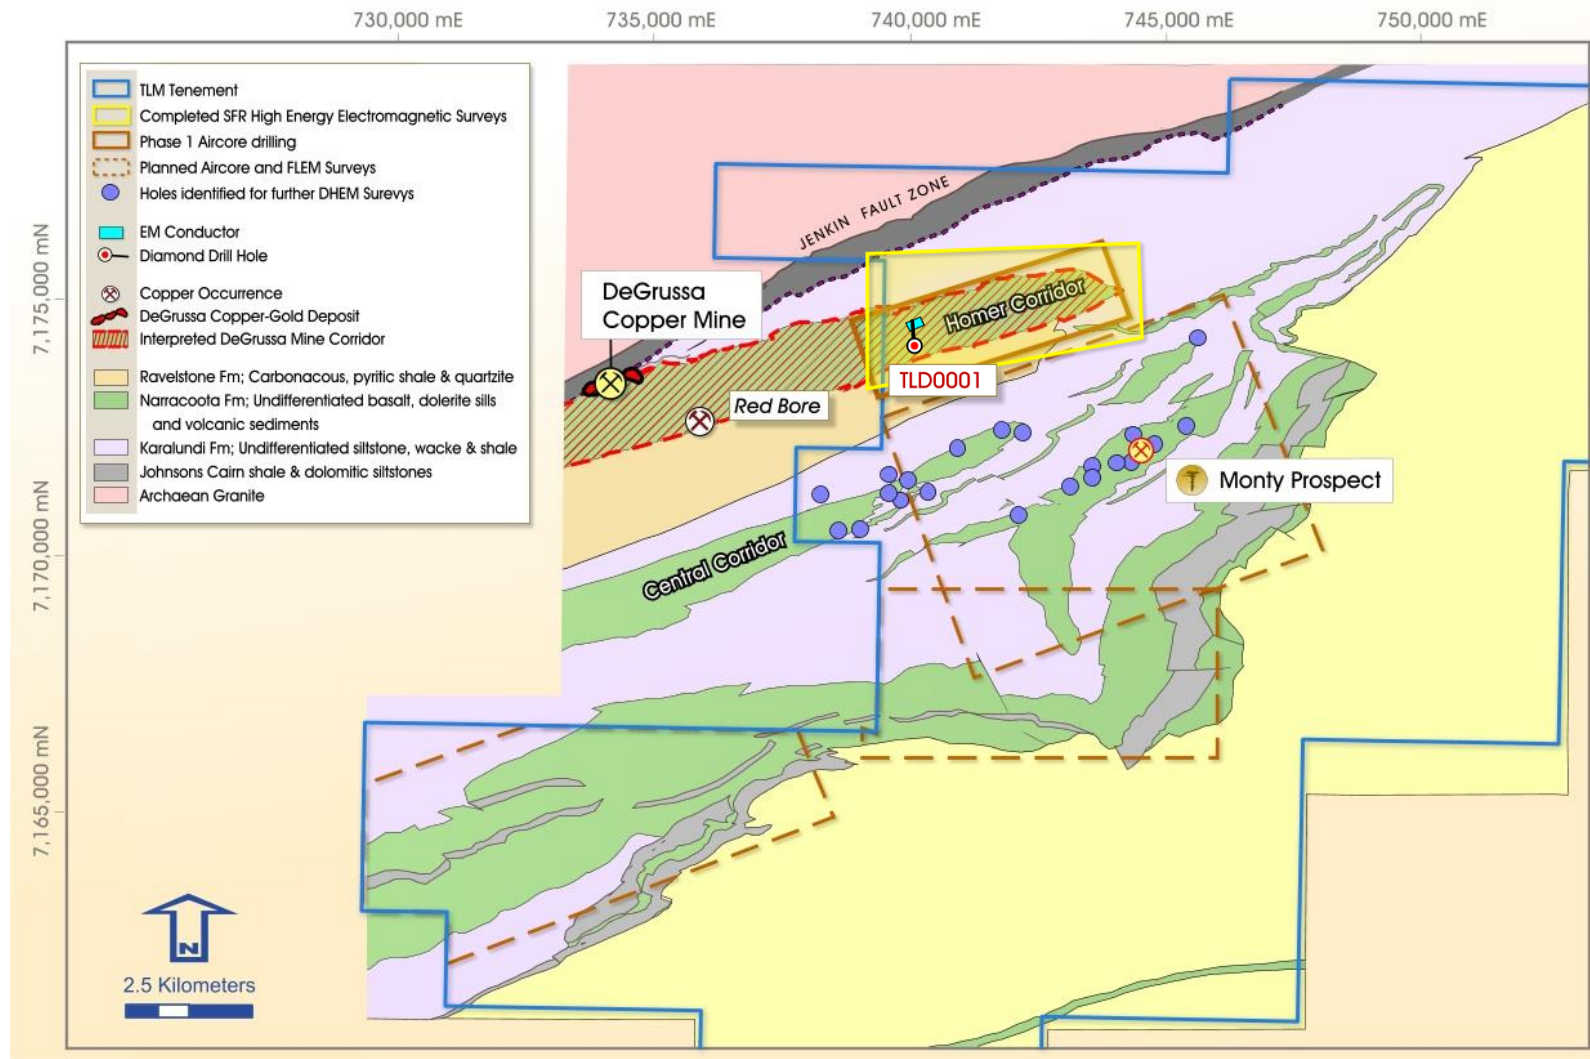 730,000 mE
735,000 mE
740,000 mE
745,000 mE
750,000 mE
TLM Tenement
Completed SFR High Energy Electromagnetic Surveys
Phase 1 Aircore drilling
Planned Aircore and FLEM Surveys
Holes identified for further DHEM Surevys
EM Conductor
Diamond Drill Hole
Copper Occurrence
DeGrussa Copper-Gold Deposit
Interpreted DeGrussa Mine Corridor
Ravelstone Fm; Carbonacous, pyritic shale & quartzite
Narracoota Fm; Undifferentiated basalt, dolerite sills
and volcanic sediments
Karalundi Fm; Undifferentiated siltstone, wacke & shale
Johnsons Cairn shale & dolomitic siltstones
Archaean Granite
JENKIN FAULT ZONE
7,175,000 mN
DeGrussa
Copper Mine
Homer Corridor
TLD0001
Red Bore
Monty Prospect
7,170,000 mN
Central Corridor
7,165,000 mN
N
2.5 Kilometers